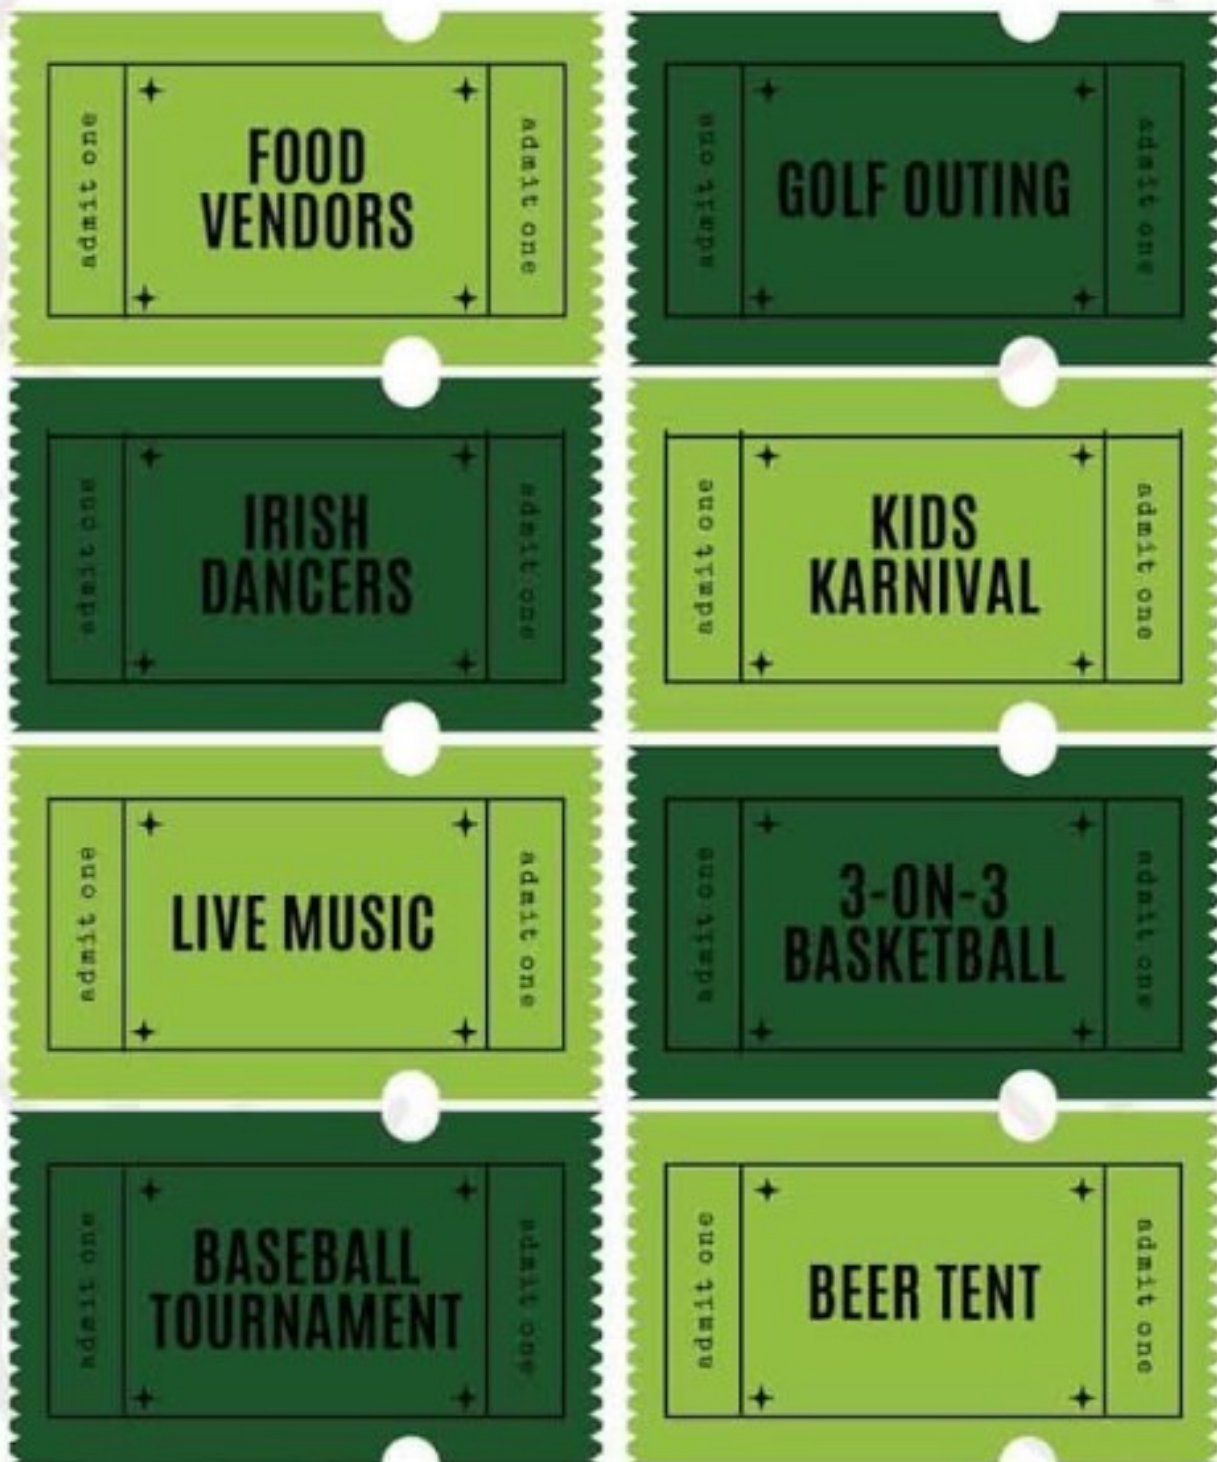 admit one
FOOD
VENDORS
admit one
admit one
GOLF OUTING
admit one
admit one
IRISH
DANCERS
admit one
admit one
KIDS
KARNIVAL
admit one
admit one
LIVE MUSIC
admit one
admit one
3-ON-3
BASKETBALL
admit one
admit one
BASEBALL
TOURNAMENT
admit one
admit one
BEER TENT
admit one